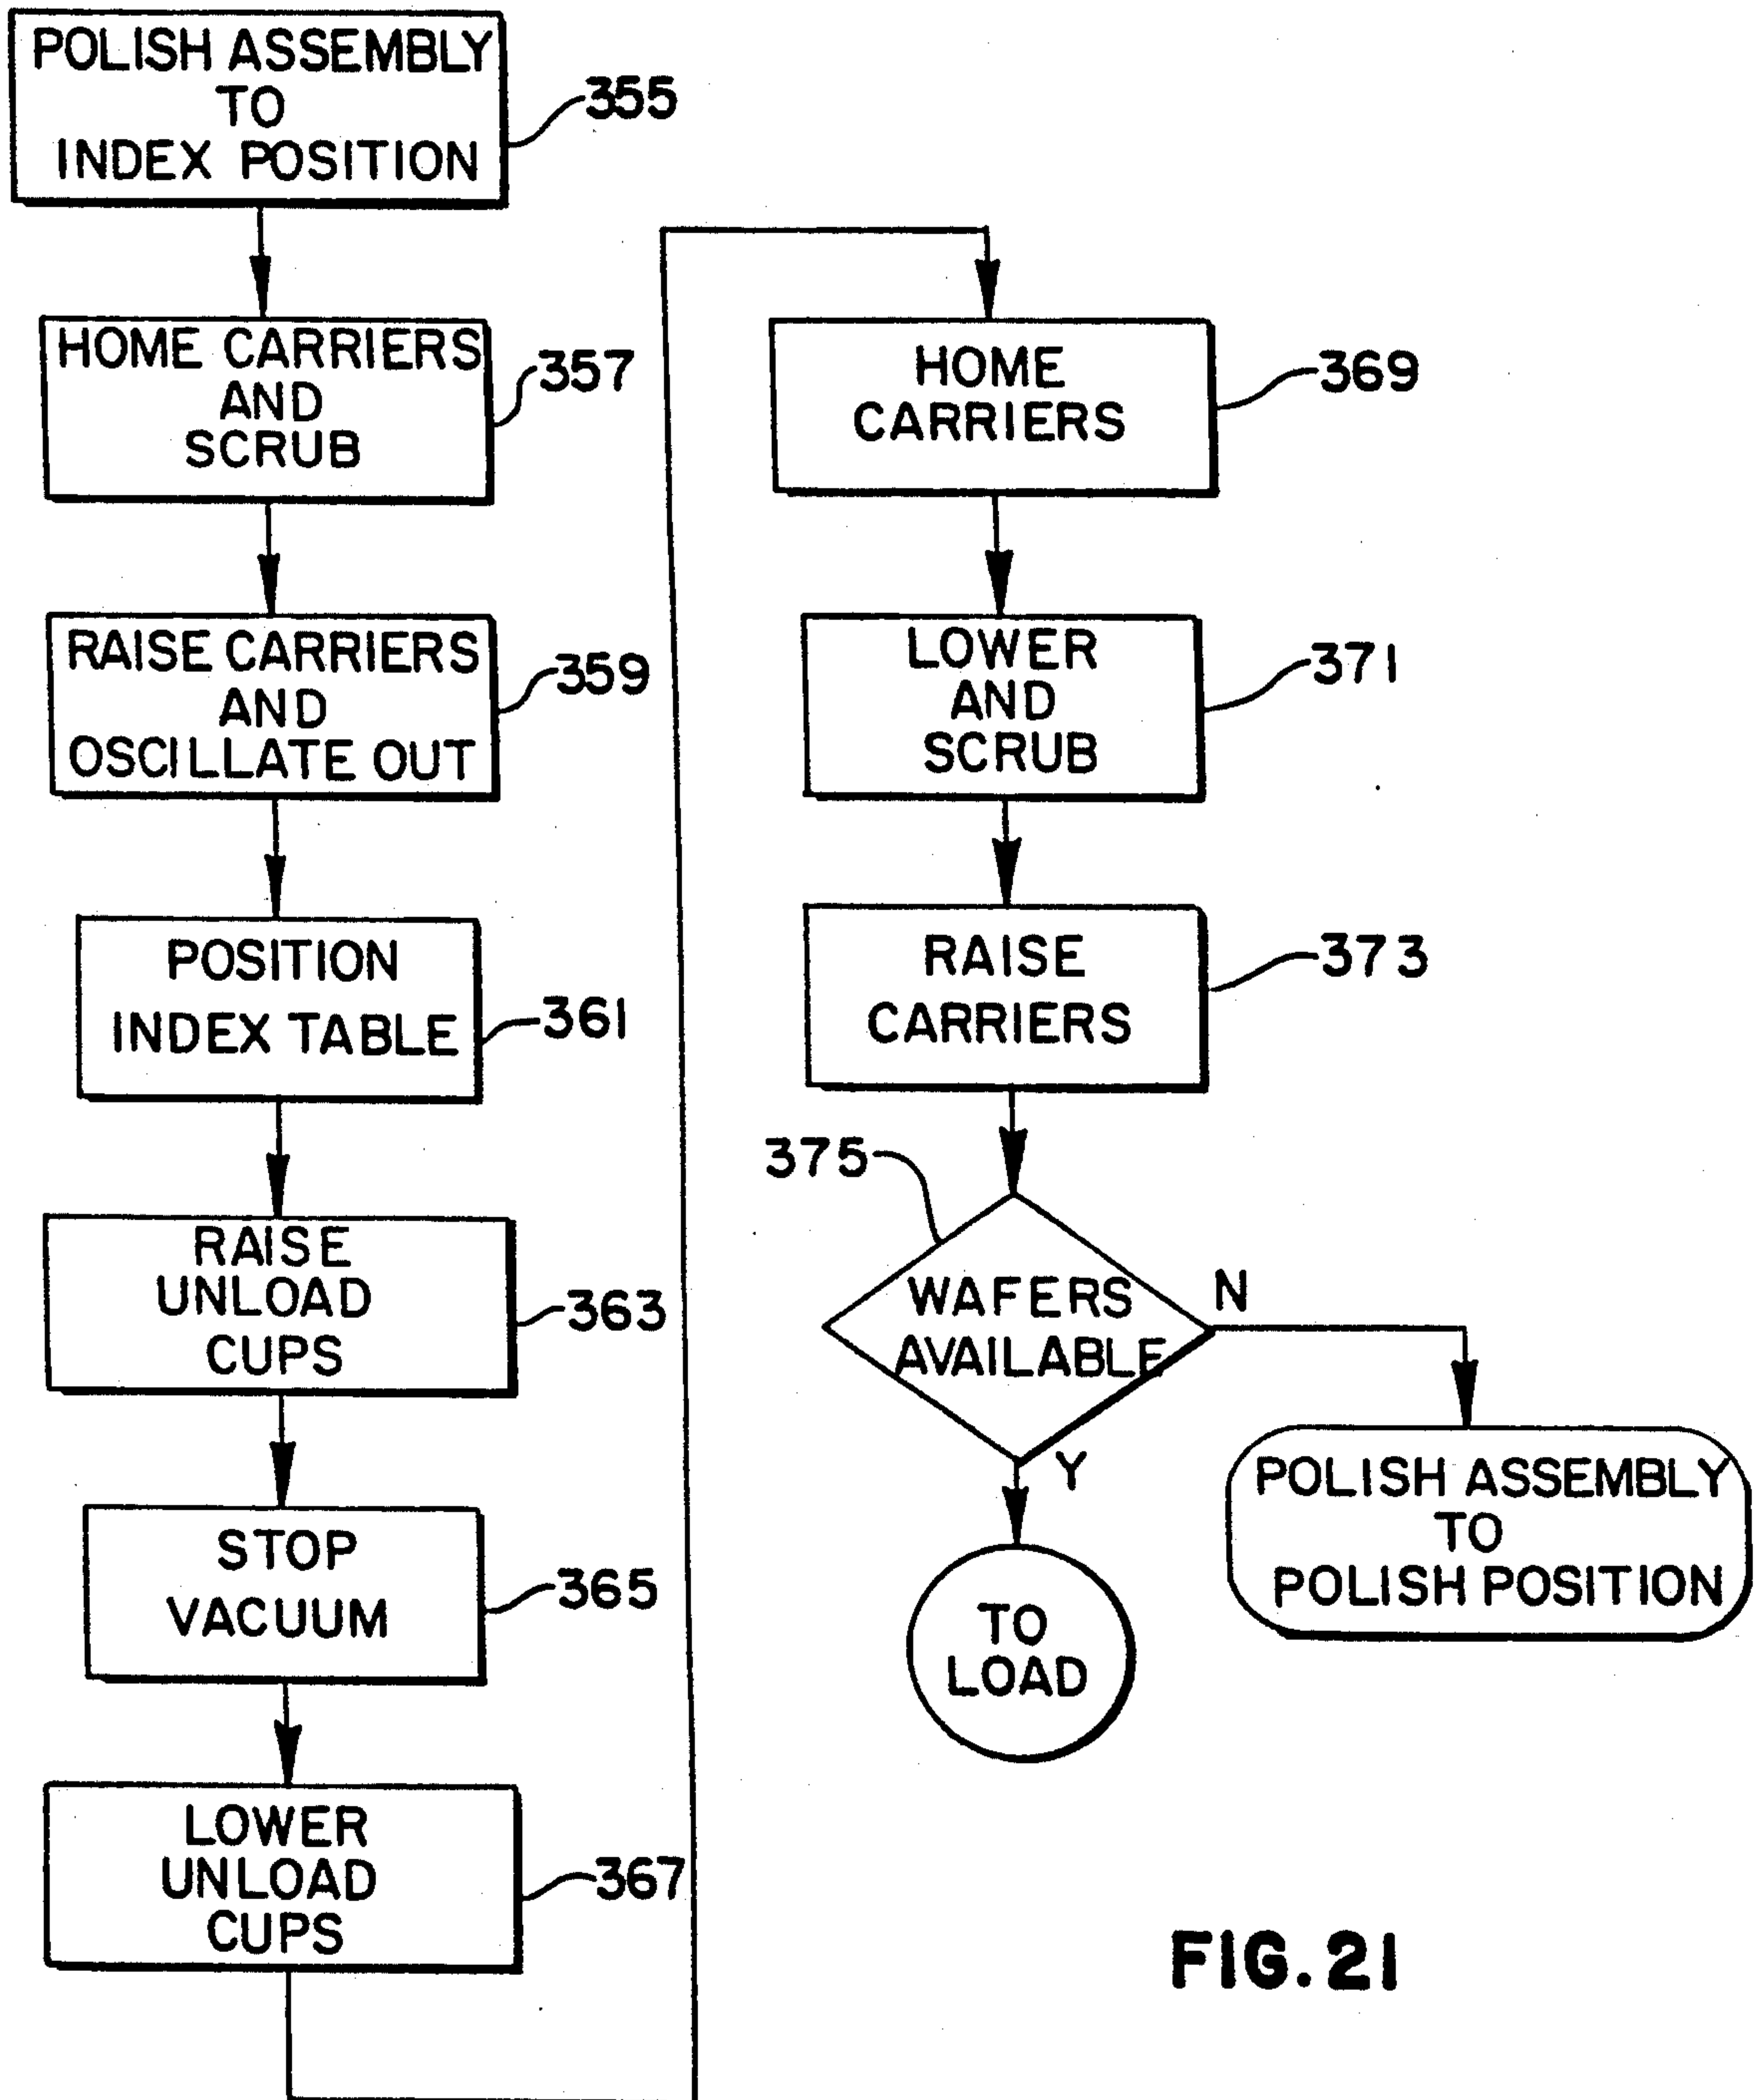 POLISH ASSEMBLY
TO
INDEX POSITION
355
HOME CARRIERS
AND
SCRUB
357
RAISE CARRIERS
AND
OSCILLATE OUT
359
POSITION
INDEX TABLE
361
RAISE
UNLOAD
CUPS
363
STOP
VACUUM
365
LOWER
UNLOAD
CUPS
367
HOME
CARRIERS
369
LOWER
AND
SCRUB
371
RAISE
CARRIERS
373
375
WAFERS
AVAILABLE
N
Y
POLISH ASSEMBLY
TO
POLISH POSITION
TO
LOAD
FIG. 21